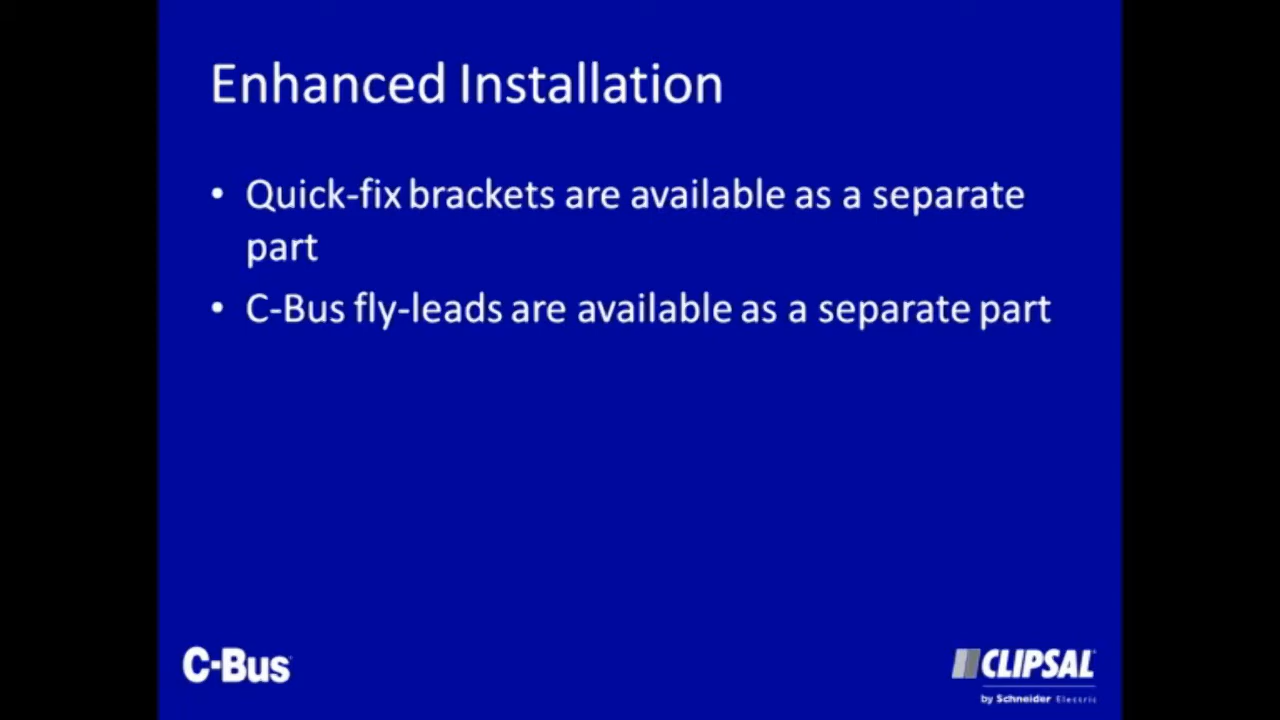 Enhanced Installation
• Quick-fix brackets are available as a separate
part
• C-Bus fly-leads are available as a separate part
C-Bus
CLIPSAL
by Schneider Electric